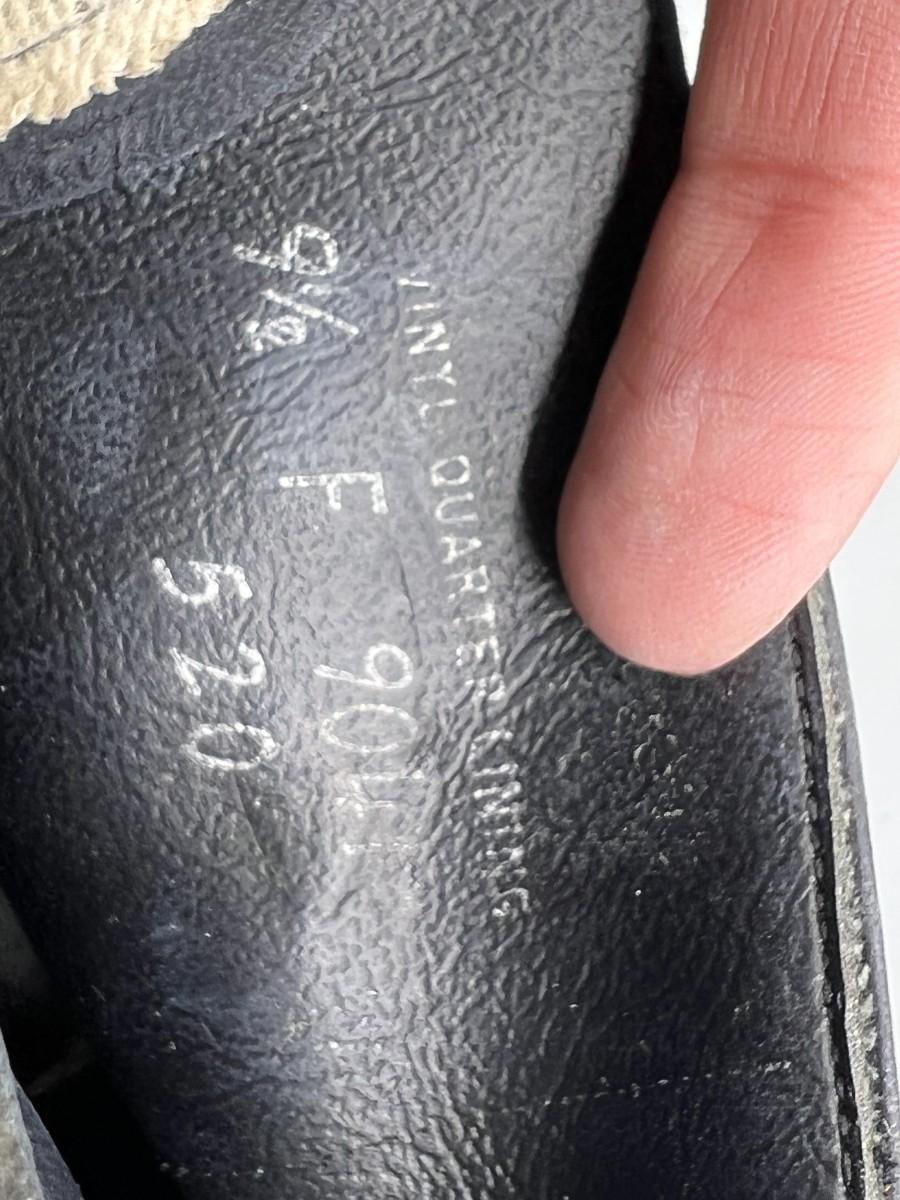 VINYL QUARTER LINING
9½ F 904
520